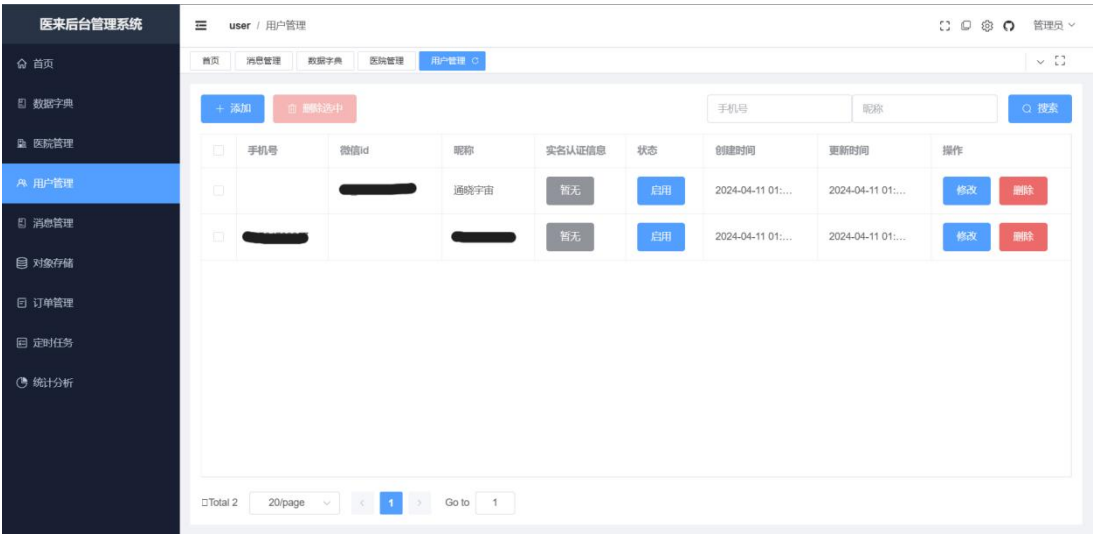 医来后台管理系统
user / 用户管理
管理员
首页
数据字典
医院管理
用户管理
消息管理
对象存储
订单管理
定时任务
统计分析
首页 消息管理 数据字典 医院管理 用户管理
+ 添加 删除选中 手机号 昵称 搜索
手机号 微信id 昵称 实名认证信息 状态 创建时间 更新时间 操作
通晓宇宙 暂无 启用 2024-04-11 01:... 2024-04-11 01:... 修改 删除
暂无 启用 2024-04-11 01:... 2024-04-11 01:... 修改 删除
Total 2 20/page < 1 > Go to 1